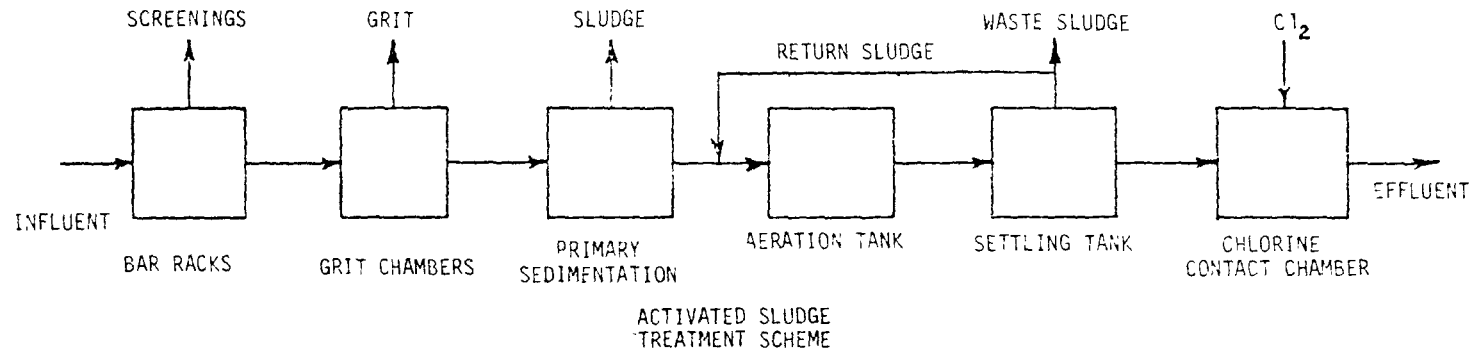 SCREENINGS
GRIT
SLUDGE
RETURN SLUDGE
WASTE SLUDGE
Cl2
INFLUENT
EFFLUENT
BAR RACKS
GRIT CHAMBERS
PRIMARY
SEDIMENTATION
AERATION TANK
SETTLING TANK
CHLORINE
CONTACT CHAMBER
ACTIVATED SLUDGE
TREATMENT SCHEME